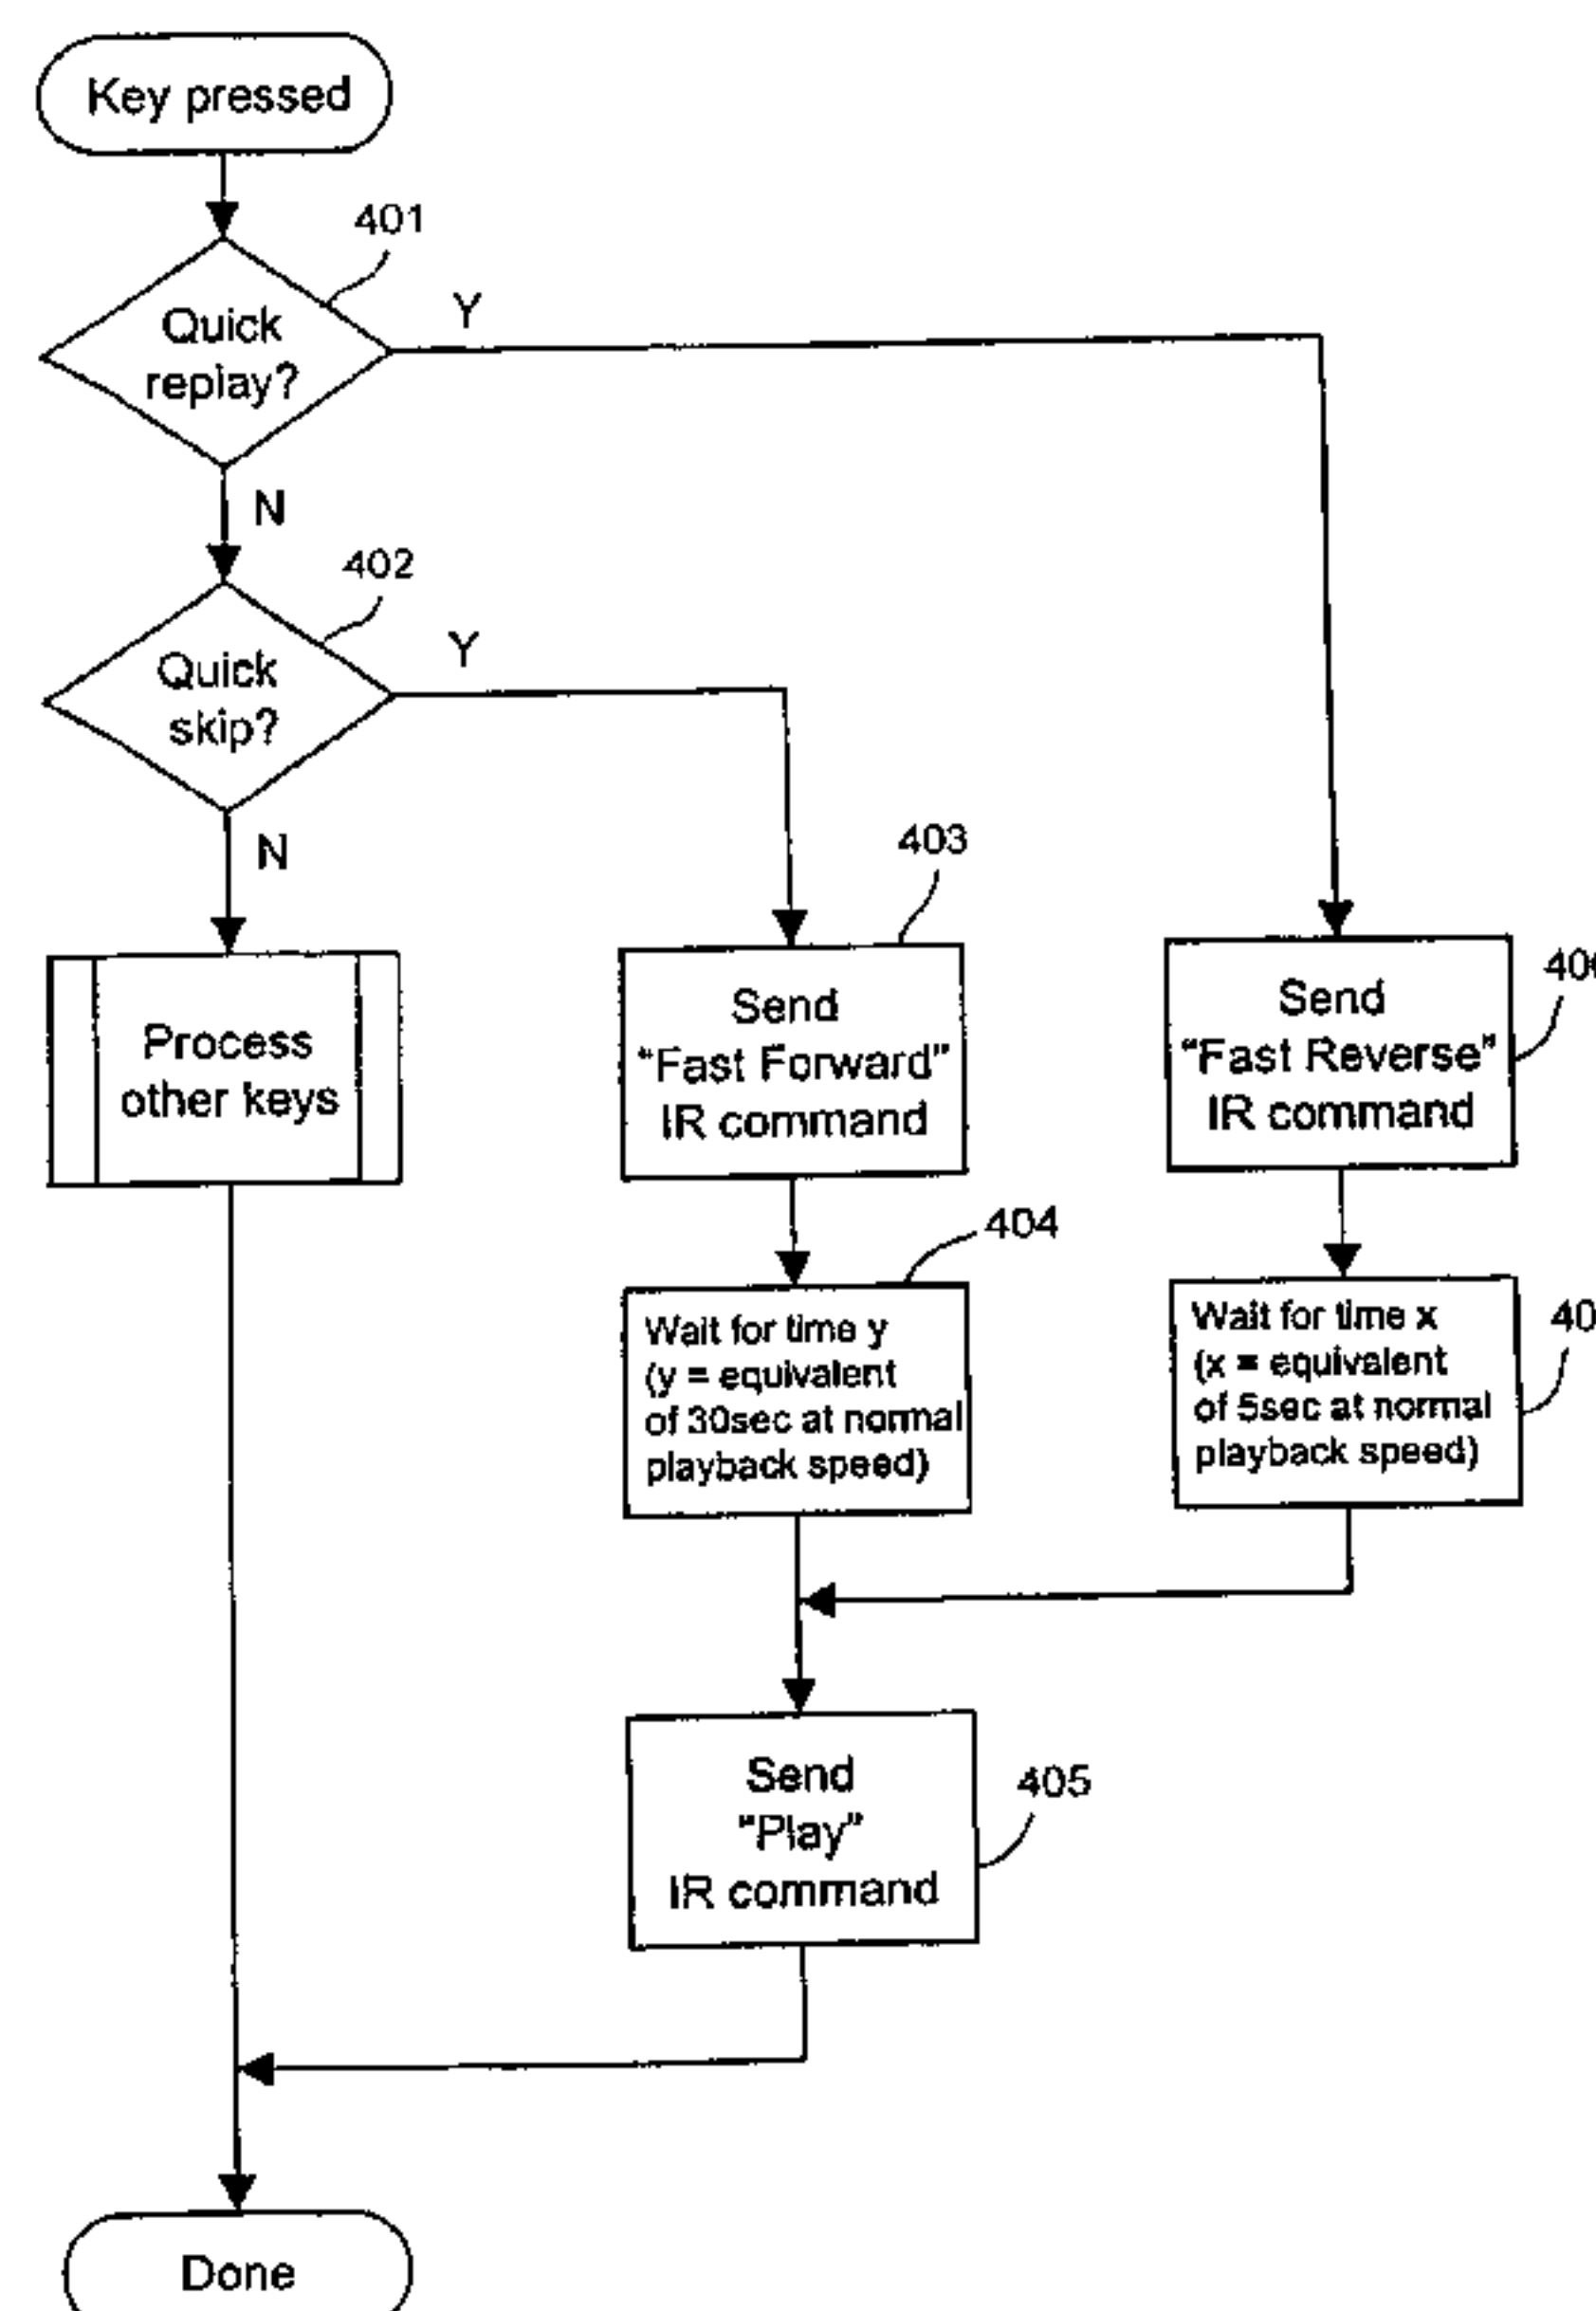 Key pressed
401
Quick
replay?
Y
N
402
Quick
skip?
Y
N
Process
other keys
403
Send
“Fast Forward”
IR command
Send
“Fast Reverse”
IR command
404
Wait for time y
(y = equivalent
of 30sec at normal
playback speed)
Wait for time x
(x = equivalent
of 5sec at normal
playback speed)
Send
“Play”
IR command
405
Done